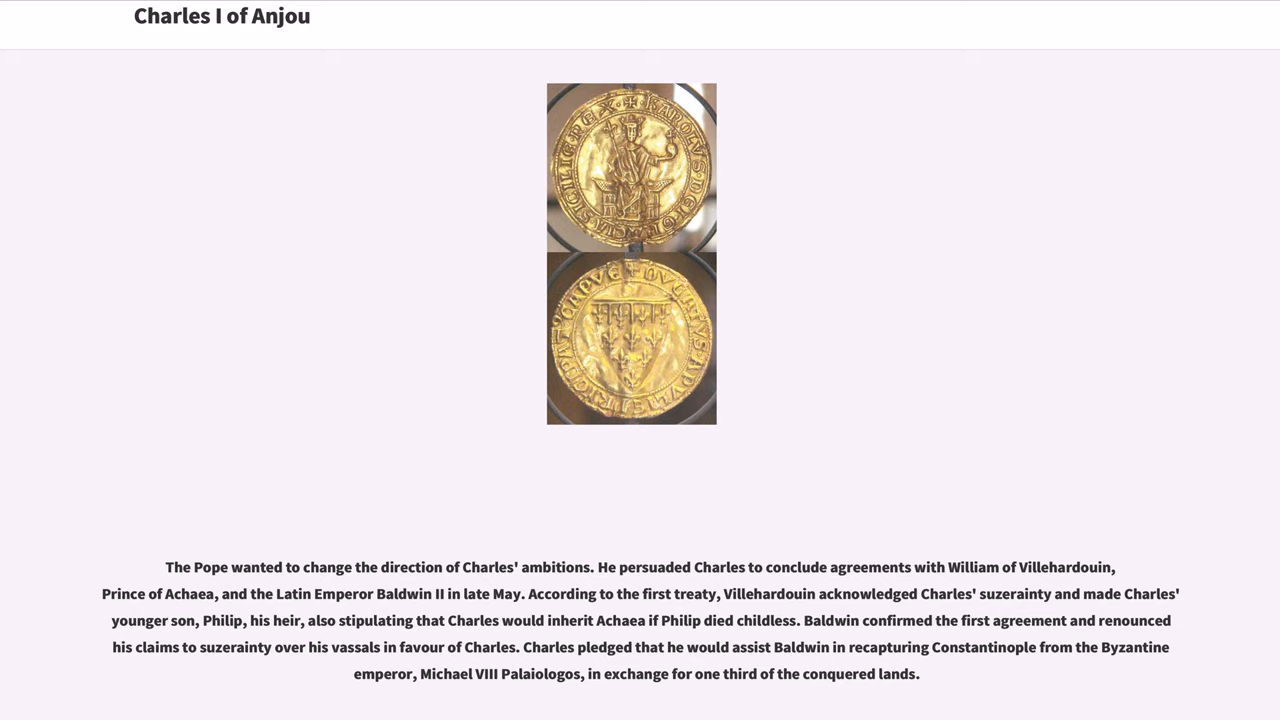 Charles I of Anjou
The Pope wanted to change the direction of Charles' ambitions. He persuaded Charles to conclude agreements with William of Villehardouin,
Prince of Achaea, and the Latin Emperor Baldwin II in late May. According to the first treaty, Villehardouin acknowledged Charles' suzerainty and made Charles'
younger son, Philip, his heir, also stipulating that Charles would inherit Achaea if Philip died childless. Baldwin confirmed the first agreement and renounced
his claims to suzerainty over his vassals in favour of Charles. Charles pledged that he would assist Baldwin in recapturing Constantinople from the Byzantine
emperor, Michael VIII Palaiologos, in exchange for one third of the conquered lands.